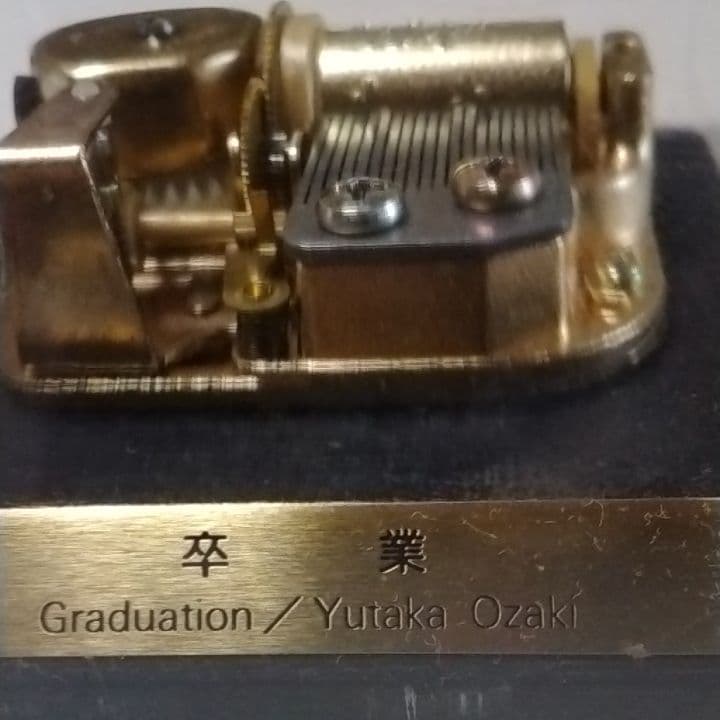 卒 業
Graduation／Yutaka Ozaki